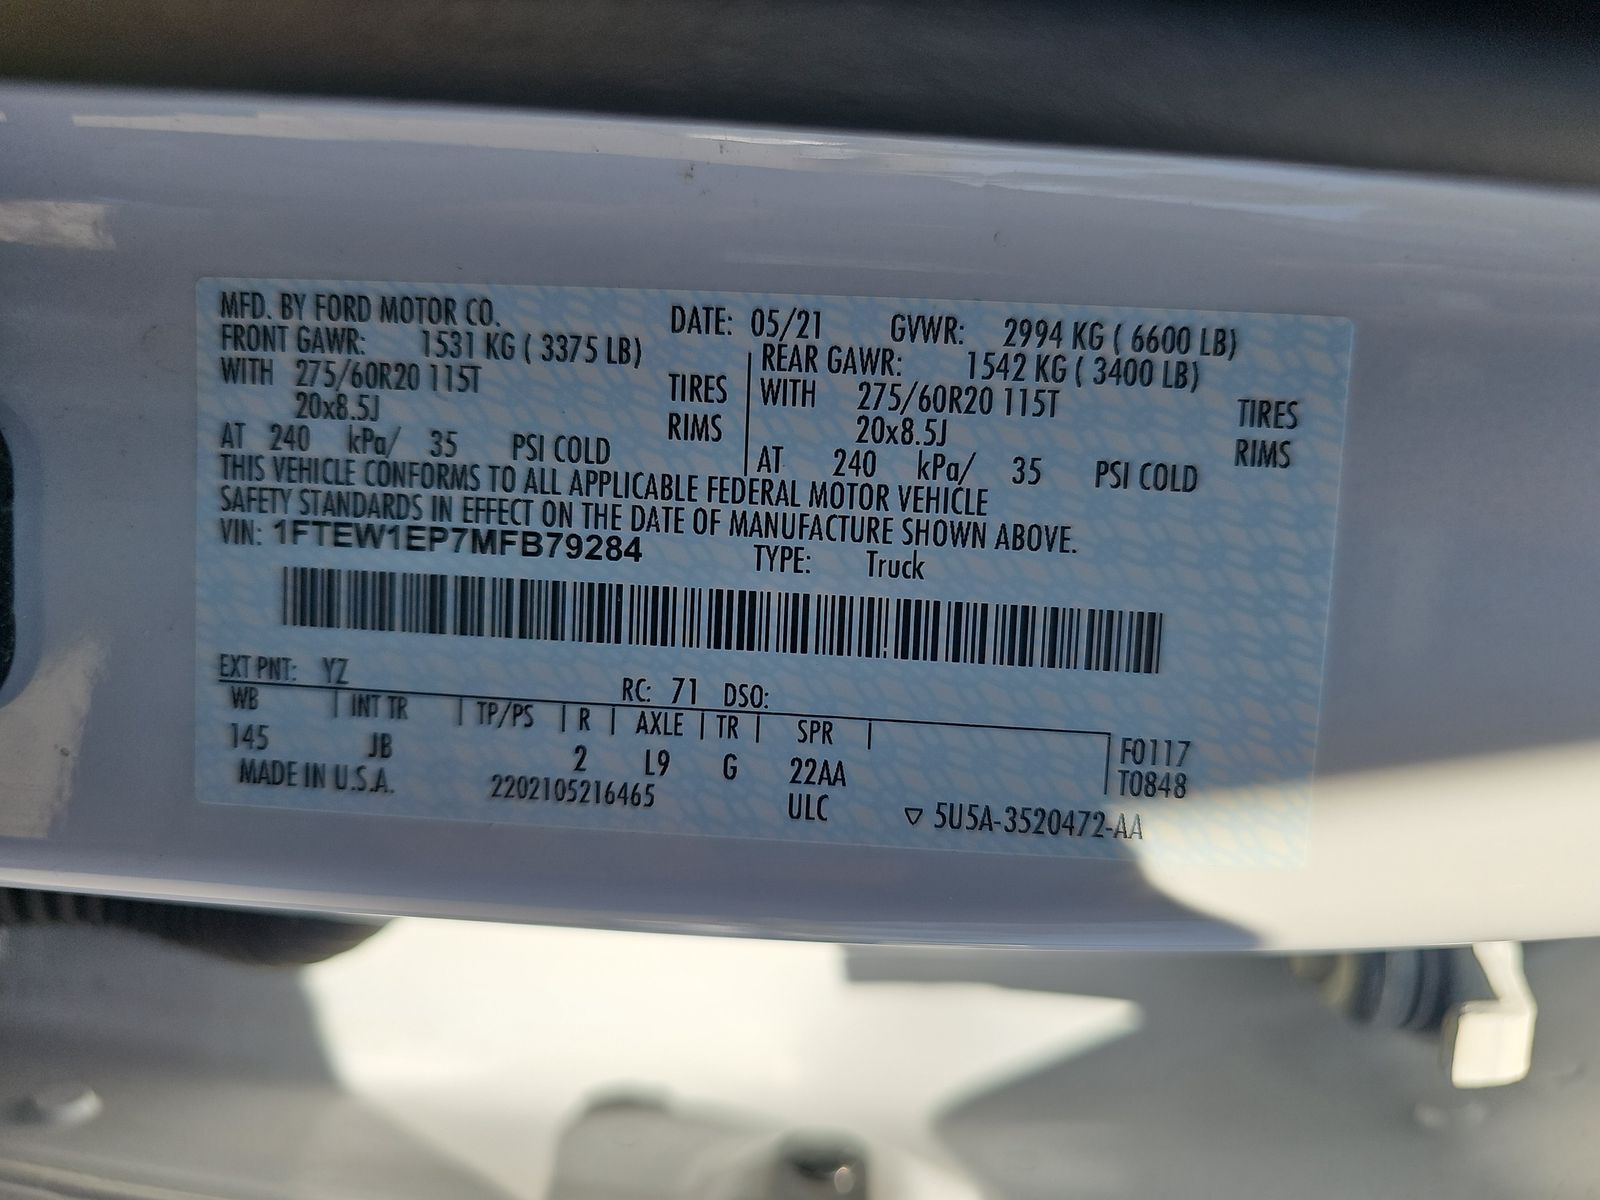 MFD. BY FORD MOTOR CO. DATE: 05/21 GVWR: 2994 KG ( 6600 LB)
FRONT GAWR: 1531 KG ( 3375 LB) REAR GAWR: 1542 KG ( 3400 LB)
WITH 275/60R20 115T TIRES WITH 275/60R20 115T TIRES
20x8.5J RIMS 20x8.5J RIMS
AT 240 kPa/ 35 PSI COLD AT 240 kPa/ 35 PSI COLD
THIS VEHICLE CONFORMS TO ALL APPLICABLE FEDERAL MOTOR VEHICLE
SAFETY STANDARDS IN EFFECT ON THE DATE OF MANUFACTURE SHOWN ABOVE.
VIN: 1FTEW1EP7MFB79284 TYPE: Truck
EXT PNT: YZ RC: 71 DSO:
WB | INT TR | TP/PS | R | AXLE | TR | SPR | F0117
145 JB 2 L9 G 22AA T0848
MADE IN U.S.A. 2202105216465 ULC ▽ 5U5A-3520472-AA